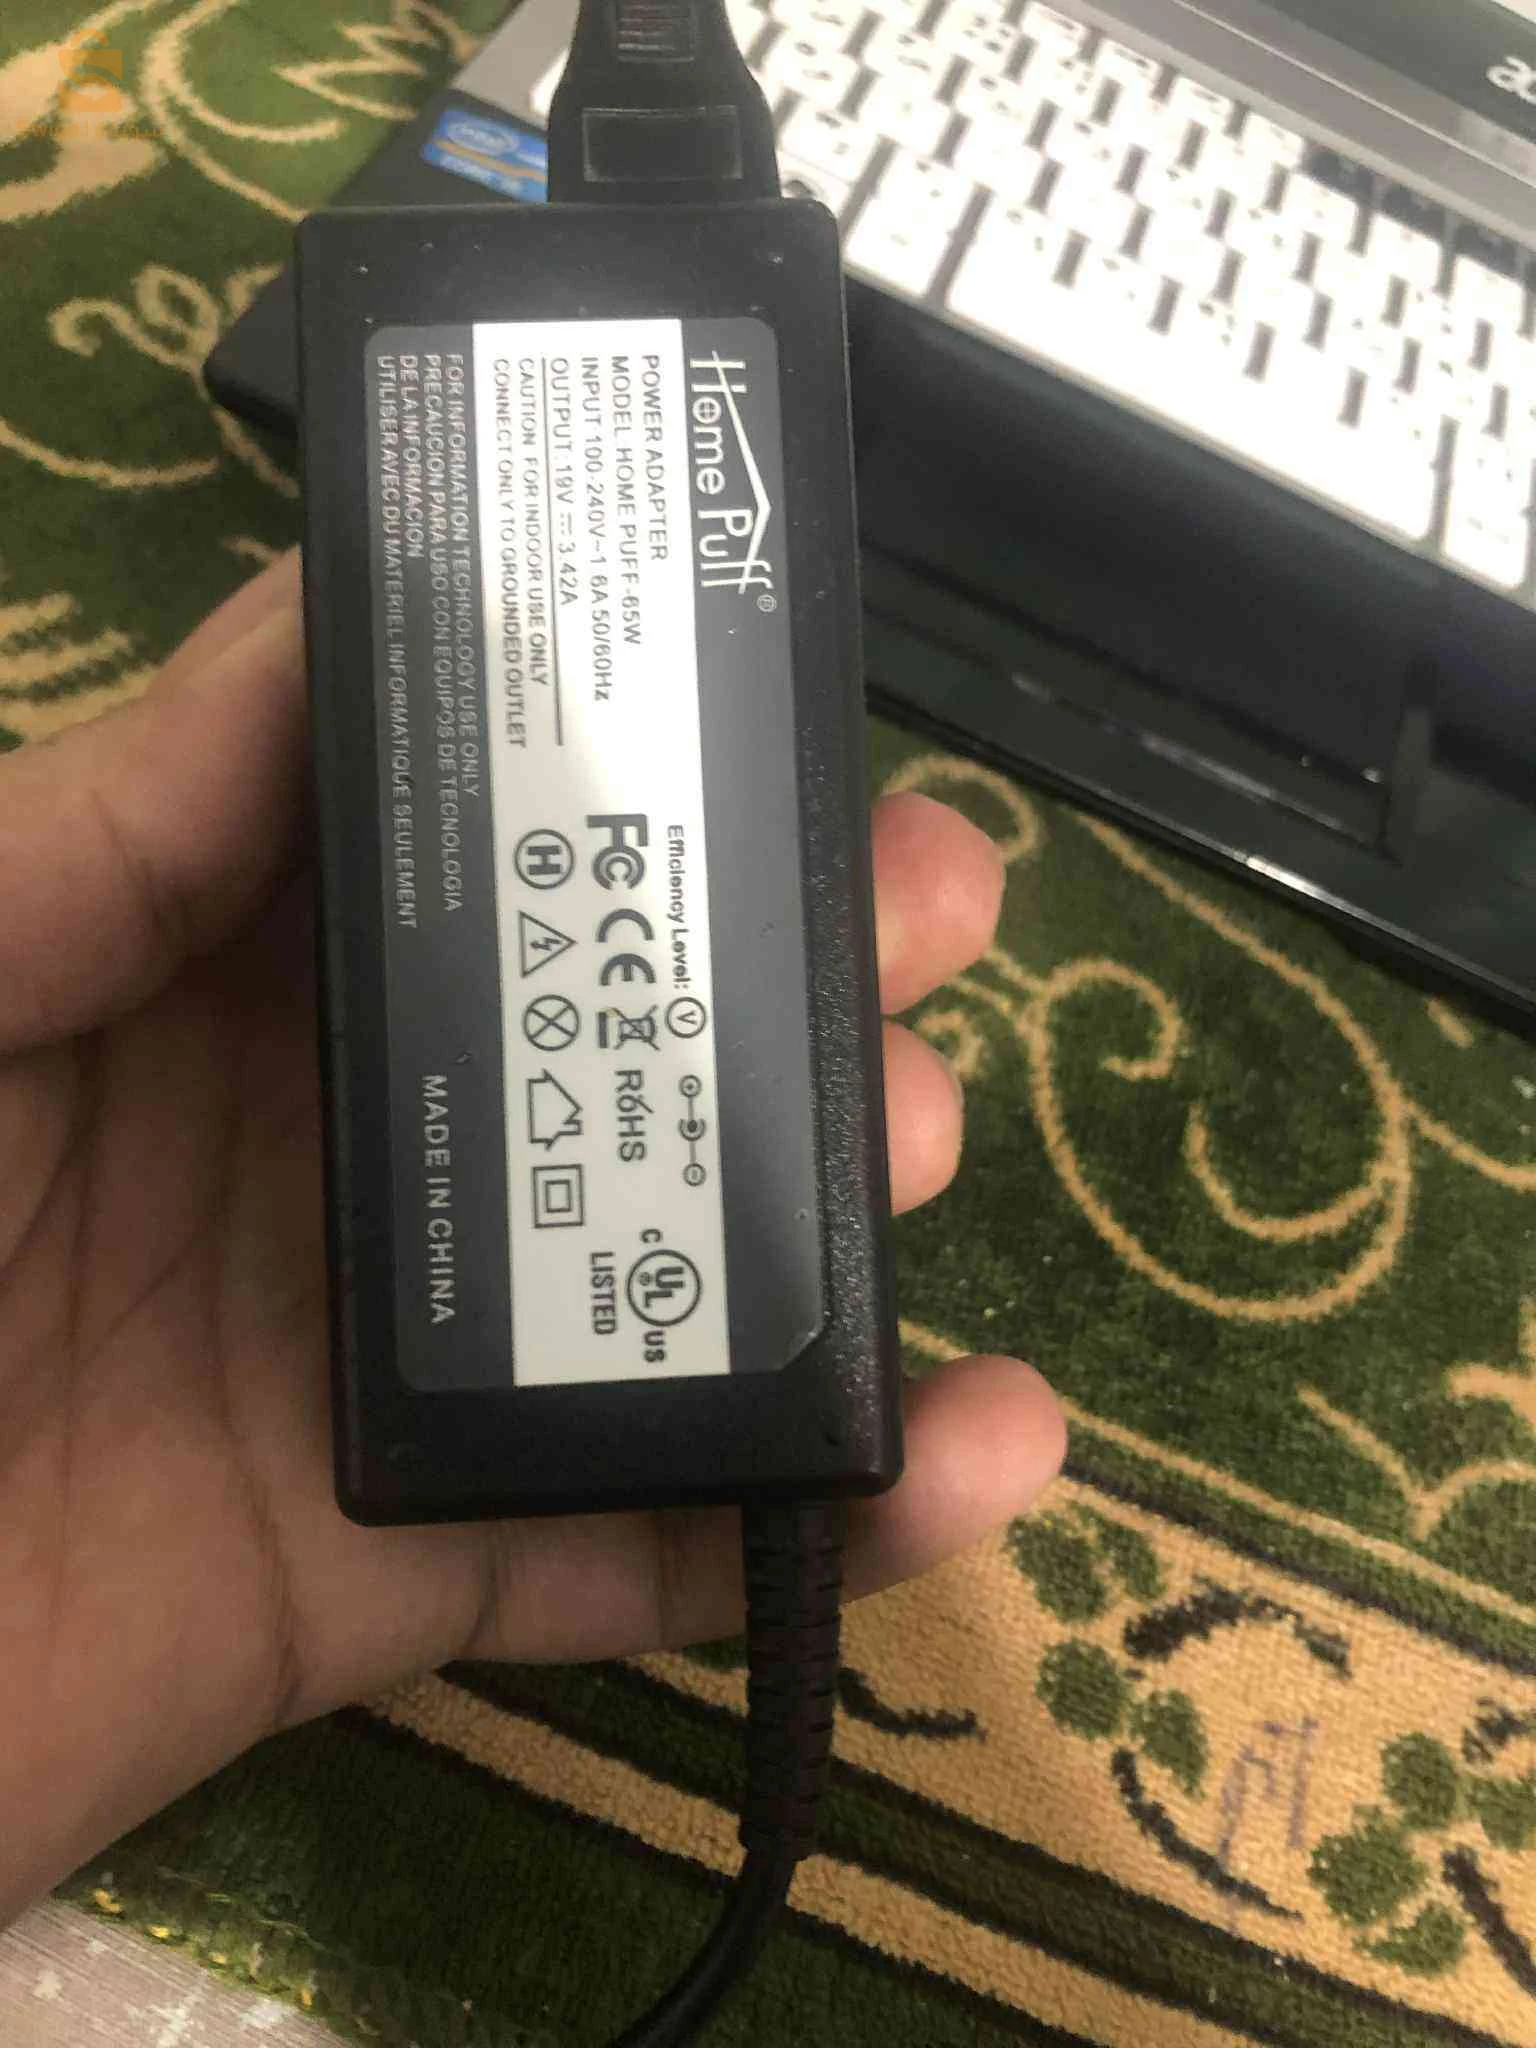 Home Puff®
POWER ADAPTER
MODEL HOME PUFF-65W
INPUT 100-240V~1.6A 50/60Hz
OUTPUT: 19V ⎓ 3.42A
CAUTION FOR INDOOR USE ONLY
CONNECT ONLY TO GROUNDED OUTLET
Efficiency Level: V
FC CE RoHS
H
c UL US
LISTED
FOR INFORMATION TECHNOLOGY USE ONLY
PRECAUCION PARA USO CON EQUIPOS DE TECNOLOGIA
DE LA INFORMACION
UTILISER AVEC DU MATERIEL INFORMATIQUE SEULEMENT
MADE IN CHINA
intel